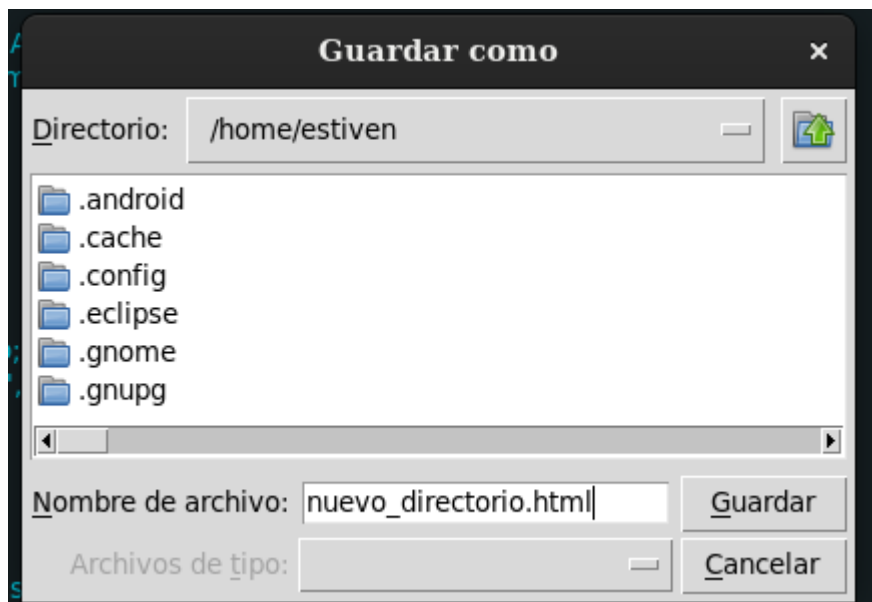 Guardar como
Directorio: /home/estiven
.android
.cache
.config
.eclipse
.gnome
.gnupg
Nombre de archivo: nuevo_directorio.html Guardar
Archivos de tipo: Cancelar